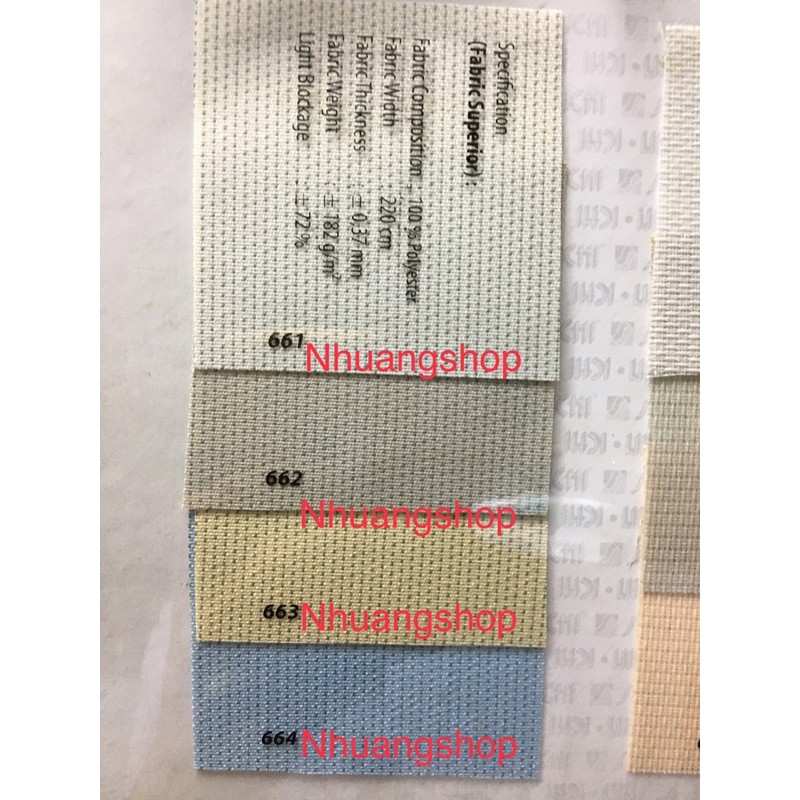 Specification
(Fabric Superior) :
Fabric Composition : 100 % Polyester
Fabric Width : 220 cm
Fabric Thickness : ± 0,37 mm
Fabric Weight : ± 182 g/m²
Light Blockage : ± 72 %
661
Nhuangshop
662
Nhuangshop
663
Nhuangshop
664
Nhuangshop